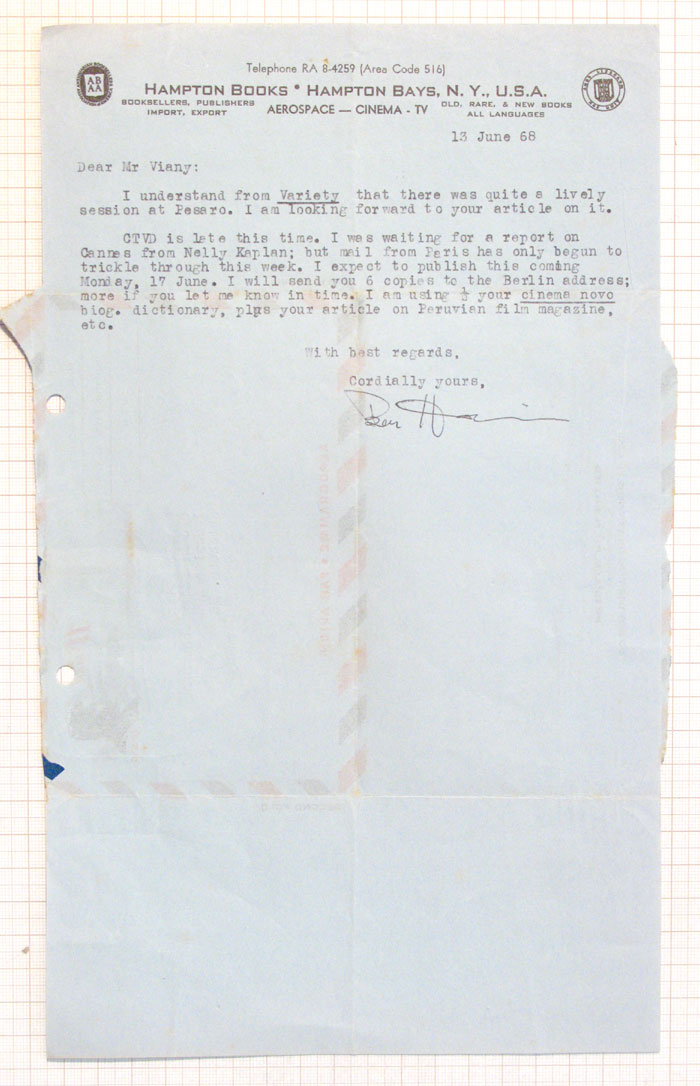 Telephone RA 8-4259 (Area Code 516)
HAMPTON BOOKS * HAMPTON BAYS, N. Y., U.S.A.
BOOKSELLERS, PUBLISHERS
IMPORT, EXPORT
AEROSPACE — CINEMA - TV
OLD, RARE, & NEW BOOKS
ALL LANGUAGES
AB
AA
13 June 68
Dear Mr Viany:
I understand from Variety that there was quite a lively
session at Pesaro. I am looking forward to your article on it.
CTVD is late this time. I was waiting for a report on
Cannes from Nelly Kaplan; but mail from Paris has only begun to
trickle through this week. I expect to publish this coming
Monday, 17 June. I will send you 6 copies to the Berlin address;
more if you let me know in time. I am using ½ your cinema novo
biog. dictionary, plus your article on Peruvian film magazine,
etc.
With best regards,
Cordially yours,
Ben